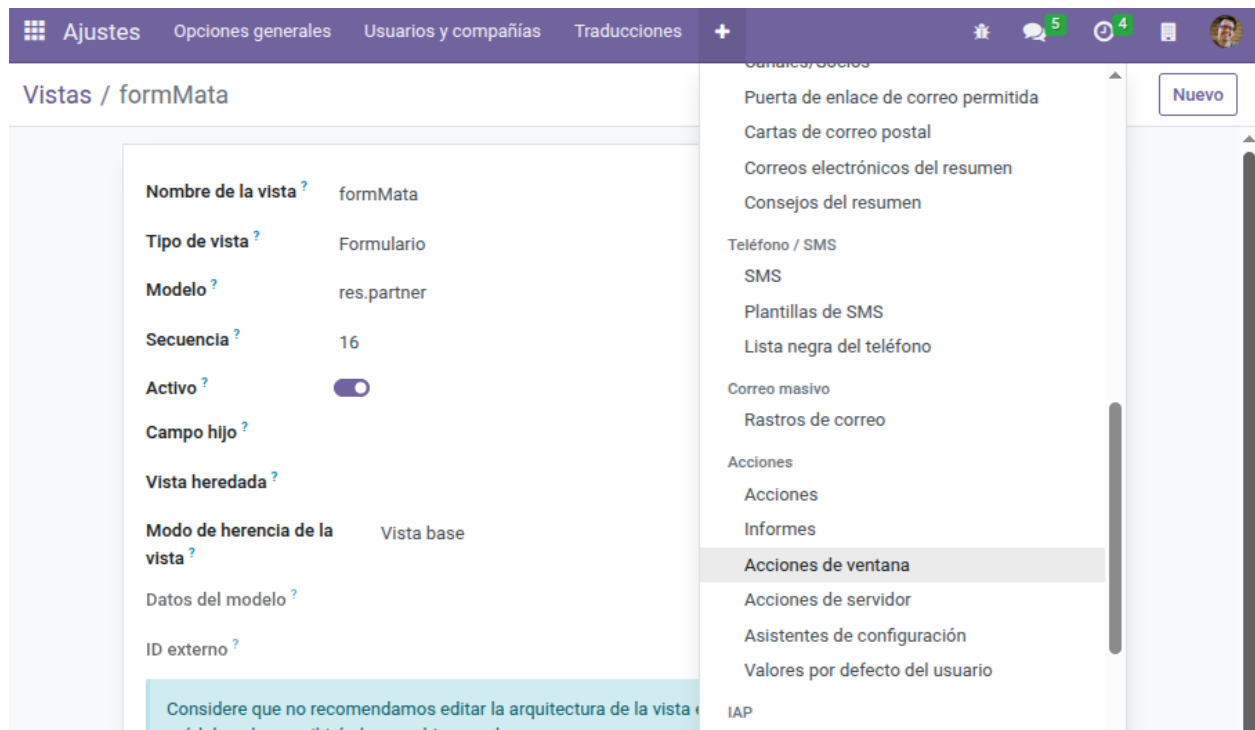 Ajustes Opciones generales Usuarios y compañías Traducciones + 5 4
Vistas / formMata
Nuevo
Nombre de la vista ? formMata
Tipo de vista ? Formulario
Modelo ? res.partner
Secuencia ? 16
Activo ?
Campo hijo ?
Vista heredada ?
Modo de herencia de la
vista ? Vista base
Datos del modelo ?
ID externo ?
Considere que no recomendamos editar la arquitectura de la vista
Canales/Socios
Puerta de enlace de correo permitida
Cartas de correo postal
Correos electrónicos del resumen
Consejos del resumen
Teléfono / SMS
SMS
Plantillas de SMS
Lista negra del teléfono
Correo masivo
Rastros de correo
Acciones
Acciones
Informes
Acciones de ventana
Acciones de servidor
Asistentes de configuración
Valores por defecto del usuario
IAP